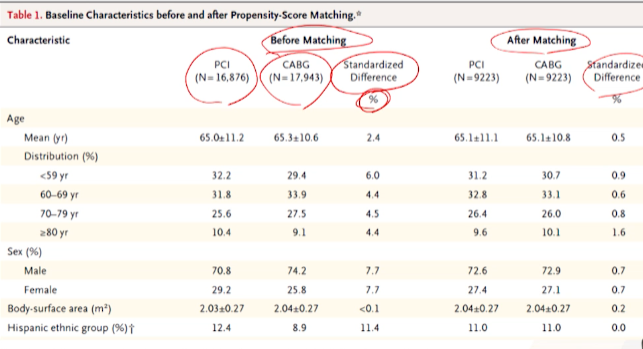 Table 1. Baseline Characteristics before and after Propensity-Score Matching.*
Characteristic Before Matching After Matching
PCI (N=16,876) CABG (N=17,943) Standardized Difference PCI (N=9223) CABG (N=9223) Standardize Difference
% %
Age
Mean (yr) 65.0±11.2 65.3±10.6 2.4 65.1±11.1 65.1±10.8 0.5
Distribution (%)
<59 yr 32.2 29.4 6.0 31.2 30.7 0.9
60–69 yr 31.8 33.9 4.4 32.8 33.1 0.6
70–79 yr 25.6 27.5 4.5 26.4 26.0 0.8
≥80 yr 10.4 9.1 4.4 9.6 10.1 1.6
Sex (%)
Male 70.8 74.2 7.7 72.6 72.9 0.7
Female 29.2 25.8 7.7 27.4 27.1 0.7
Body-surface area (m²) 2.03±0.27 2.04±0.27 <0.1 2.04±0.27 2.04±0.27 0.2
Hispanic ethnic group (%)† 12.4 8.9 11.4 11.0 11.0 0.0